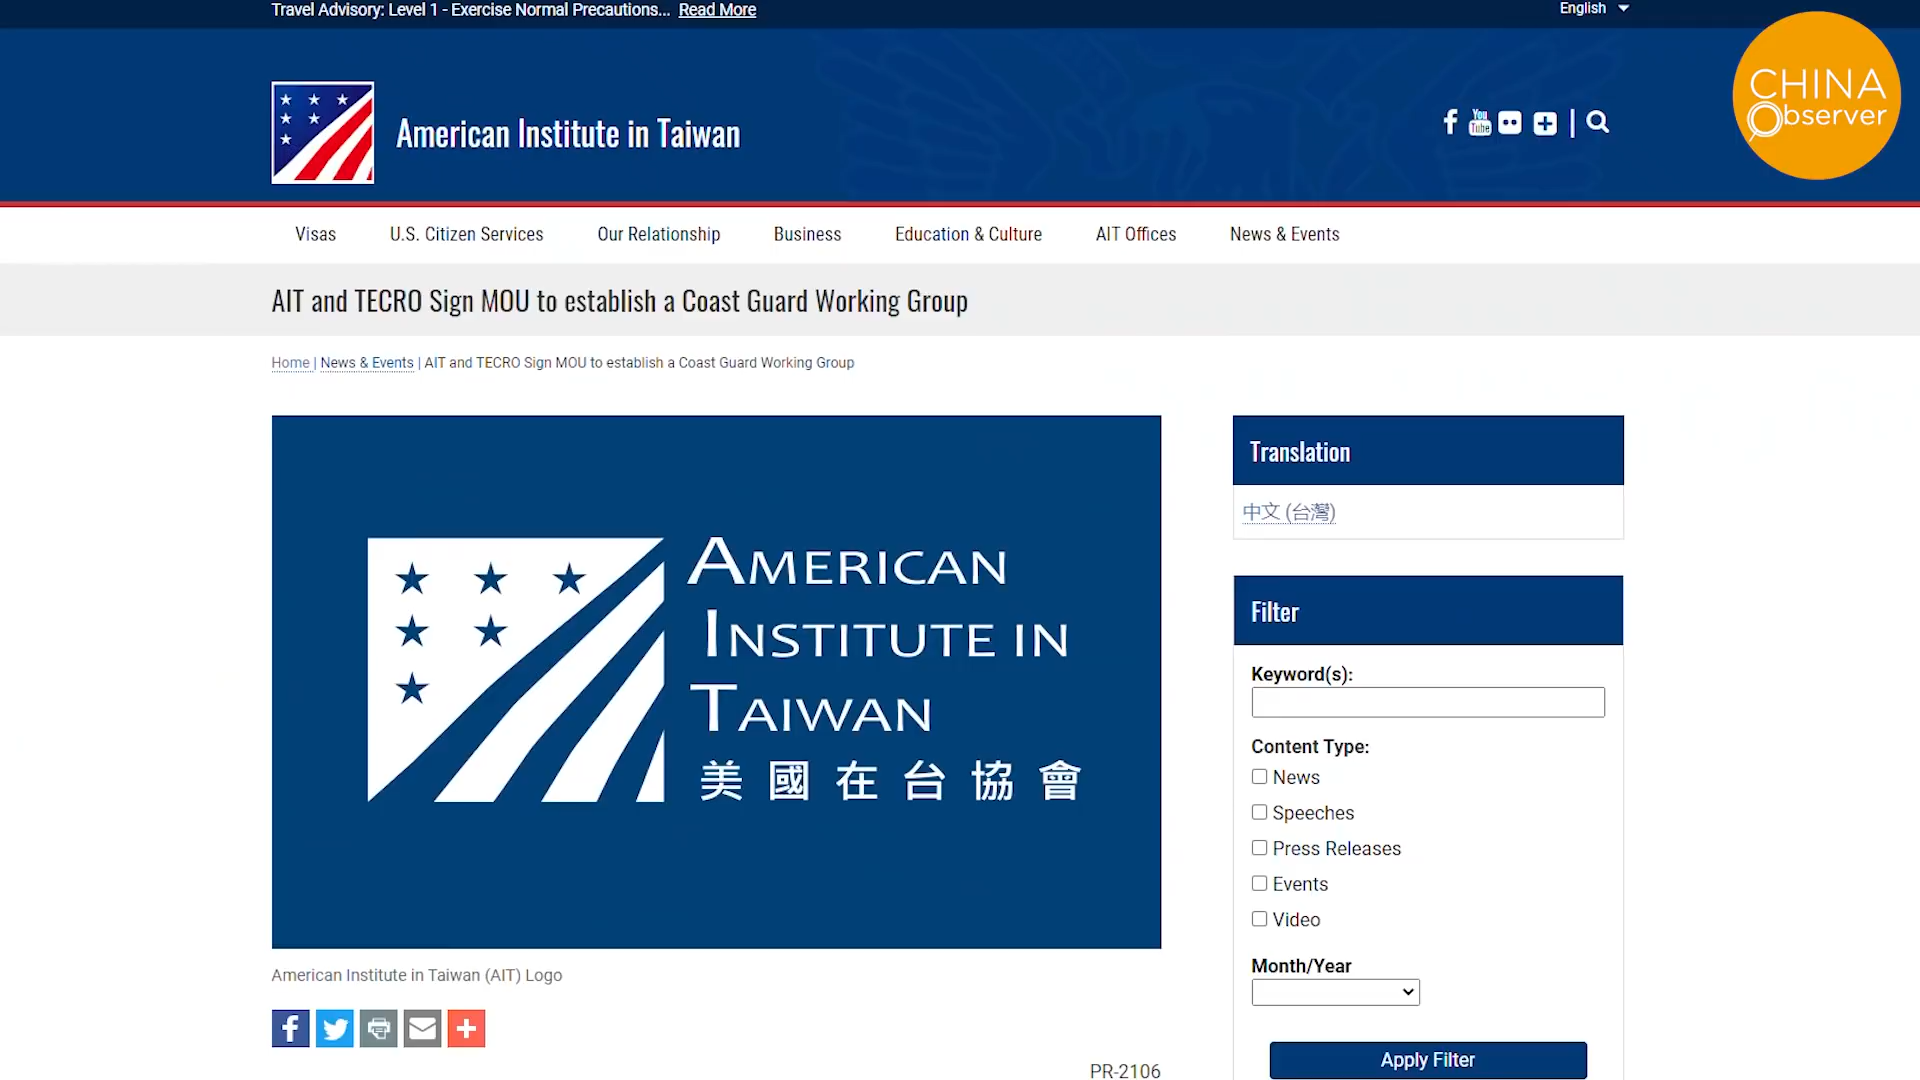 Travel Advisory: Level 1 - Exercise Normal Precautions... Read More
English
CHINA
Observer
American Institute in Taiwan
You
Tube
Visas
U.S. Citizen Services
Our Relationship
Business
Education & Culture
AIT Offices
News & Events
AIT and TECRO Sign MOU to establish a Coast Guard Working Group
Home | News & Events | AIT and TECRO Sign MOU to establish a Coast Guard Working Group
AMERICAN
INSTITUTE IN
TAIWAN
美國在台協會
American Institute in Taiwan (AIT) Logo
PR-2106
Translation
中文 (台灣)
Filter
Keyword(s):
Content Type:
News
Speeches
Press Releases
Events
Video
Month/Year
Apply Filter